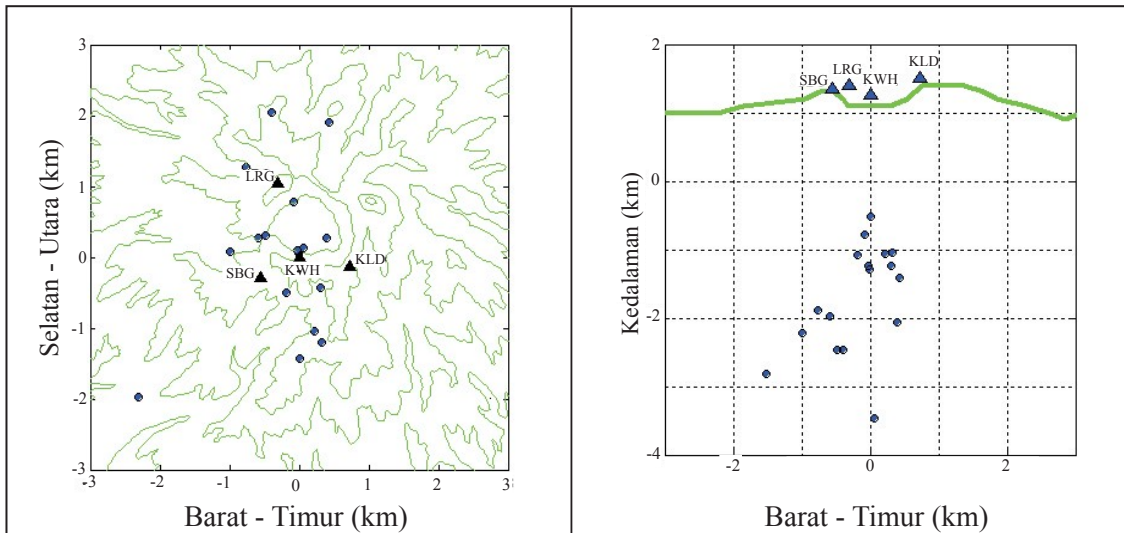 3
2
1
0
-1
-2
-3
Selatan - Utara (km)
LRG
SBG
KWH
KLD
-3
-2
-1
0
1
2
3
Barat - Timur (km)
2
0
-2
-4
Kedalaman (km)
SBG
LRG
KWH
KLD
-2
0
2
Barat - Timur (km)